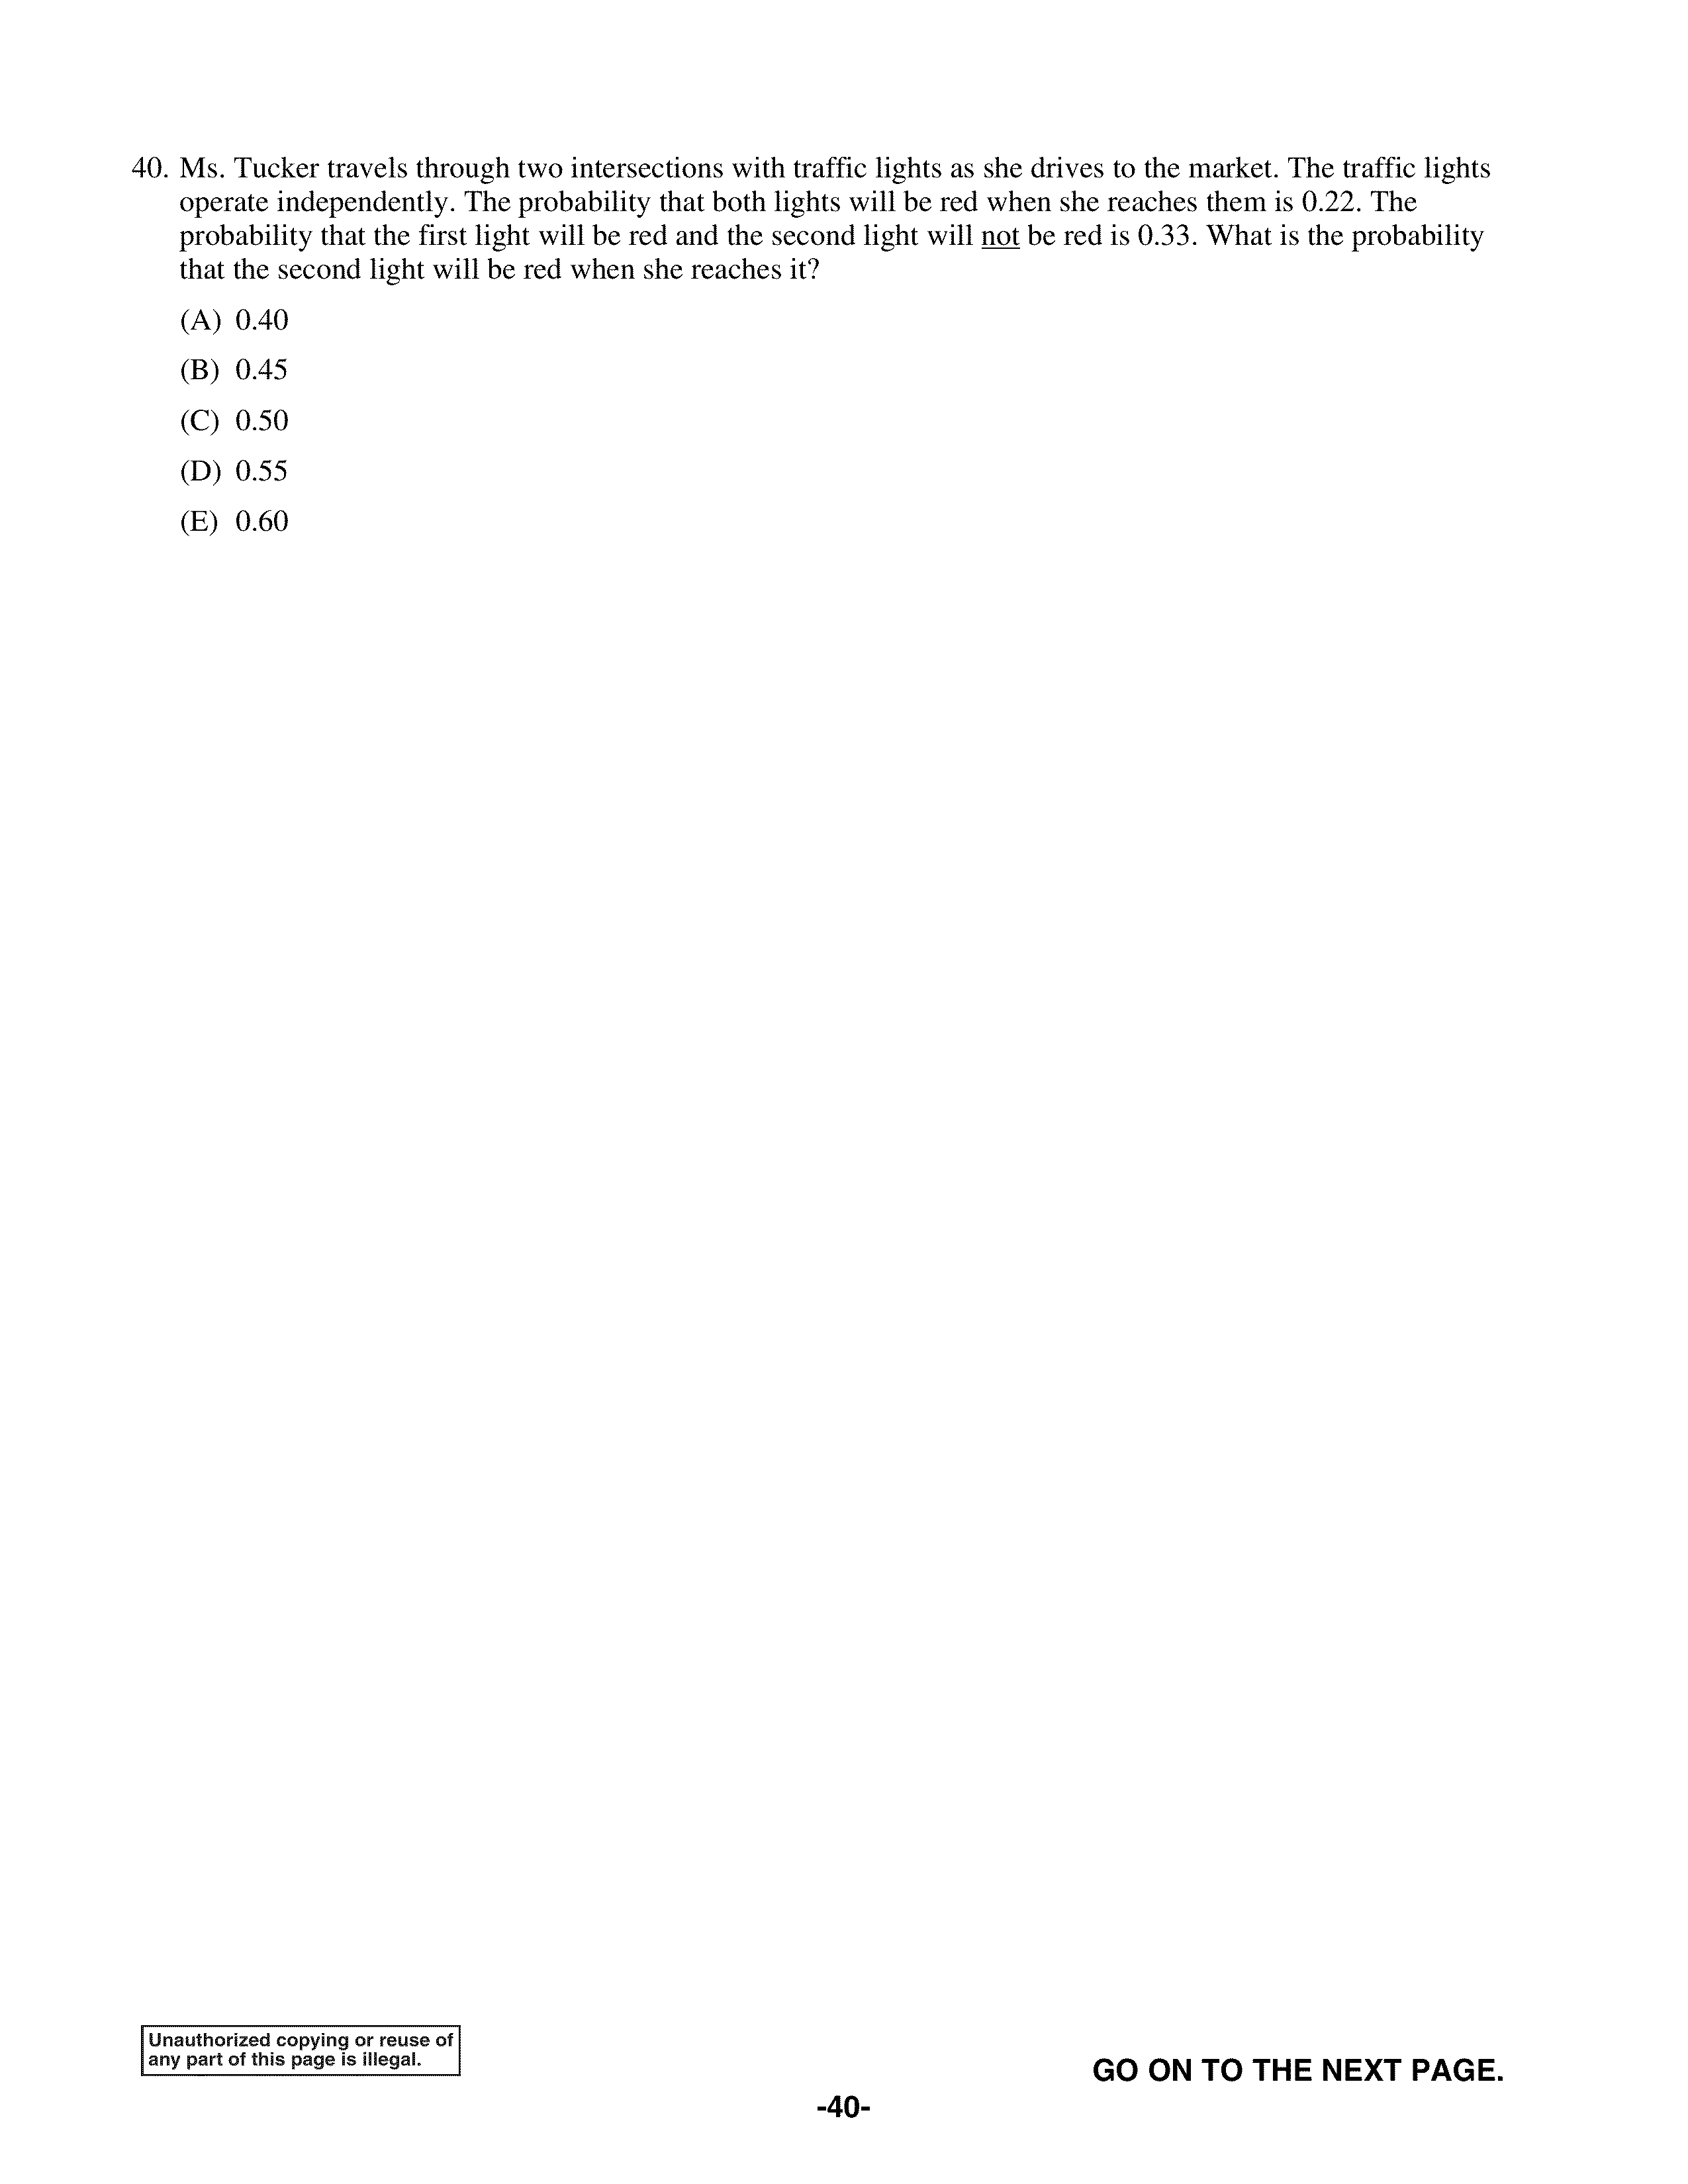 40. Ms. Tucker travels through two intersections with traffic lights as she drives to the market. The traffic lights
operate independently. The probability that both lights will be red when she reaches them is 0.22. The
probability that the first light will be red and the second light will not be red is 0.33. What is the probability
that the second light will be red when she reaches it?
(A) 0.40
(B) 0.45
(C) 0.50
(D) 0.55
(E) 0.60
Unauthorized copying or reuse of
any part of this page is illegal.
GO ON TO THE NEXT PAGE.
-40-